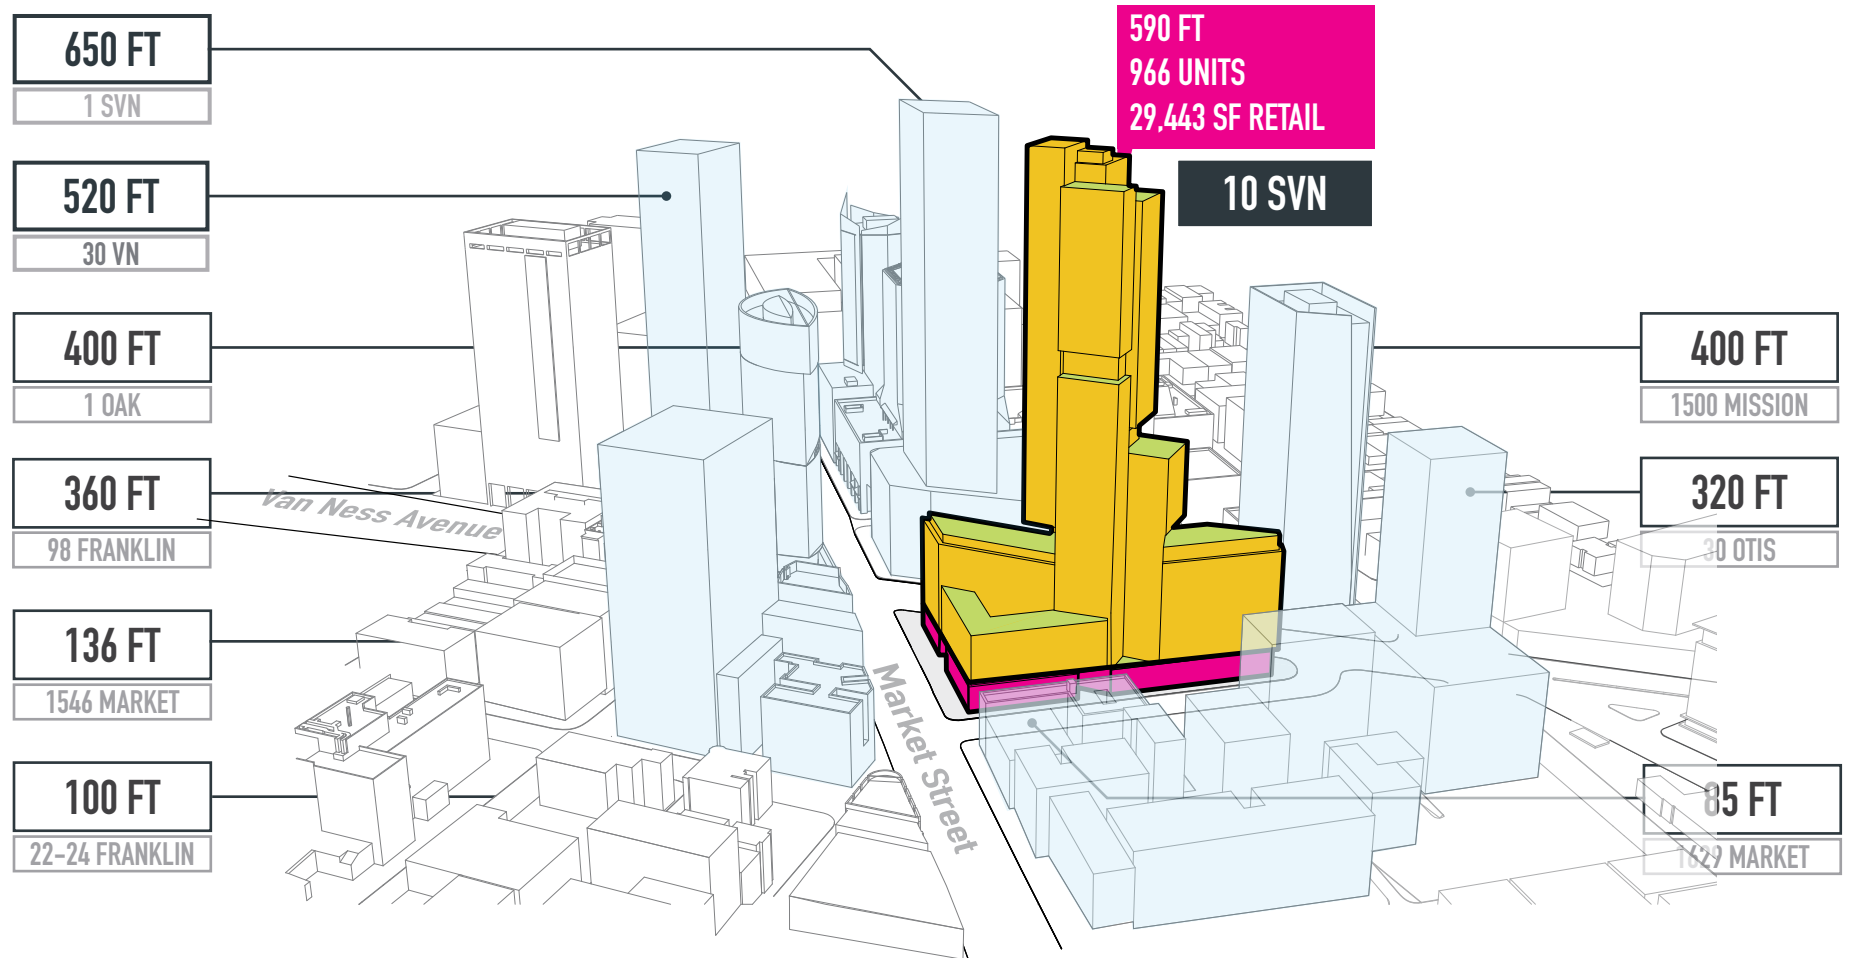 650 FT
1 SVN
520 FT
30 VN
400 FT
1 OAK
360 FT
98 FRANKLIN
136 FT
1546 MARKET
100 FT
22-24 FRANKLIN
590 FT
966 UNITS
29,443 SF RETAIL
10 SVN
Van Ness Avenue
Market Street
400 FT
1500 MISSION
320 FT
30 OTIS
85 FT
1629 MARKET